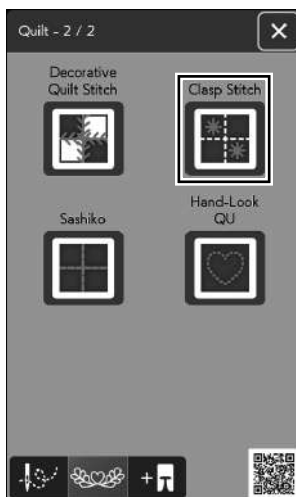 Quilt - 2 / 2
Decorative
Quilt Stitch
Clasp Stitch
Sashiko
Hand-Look
QU